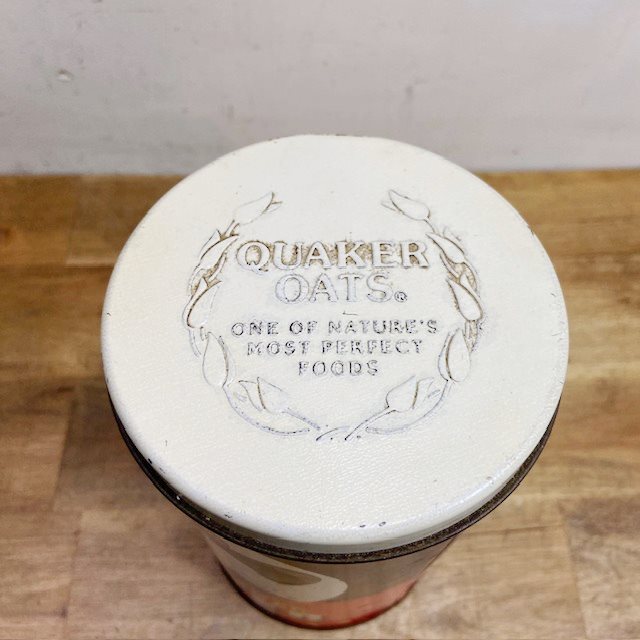 QUAKER
OATS®
ONE OF NATURE'S
MOST PERFECT
FOODS